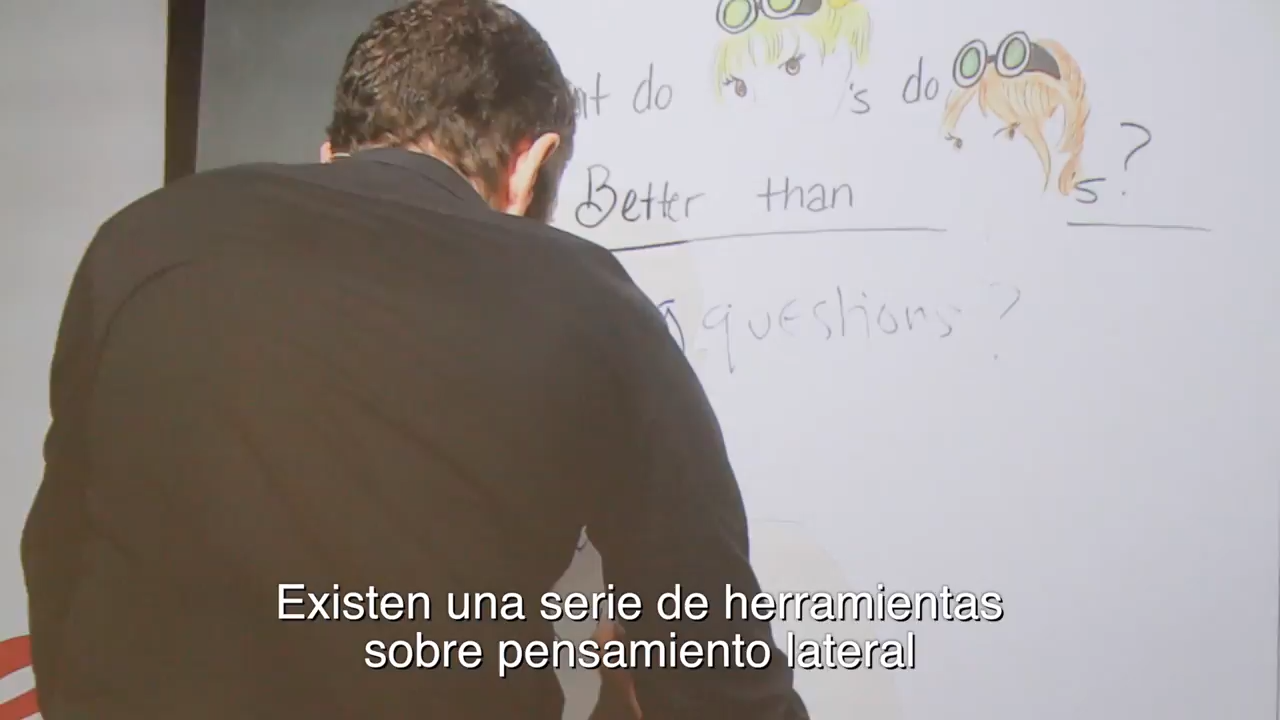 do 's do 's?
Better than
questions?
Existen una serie de herramientas
sobre pensamiento lateral